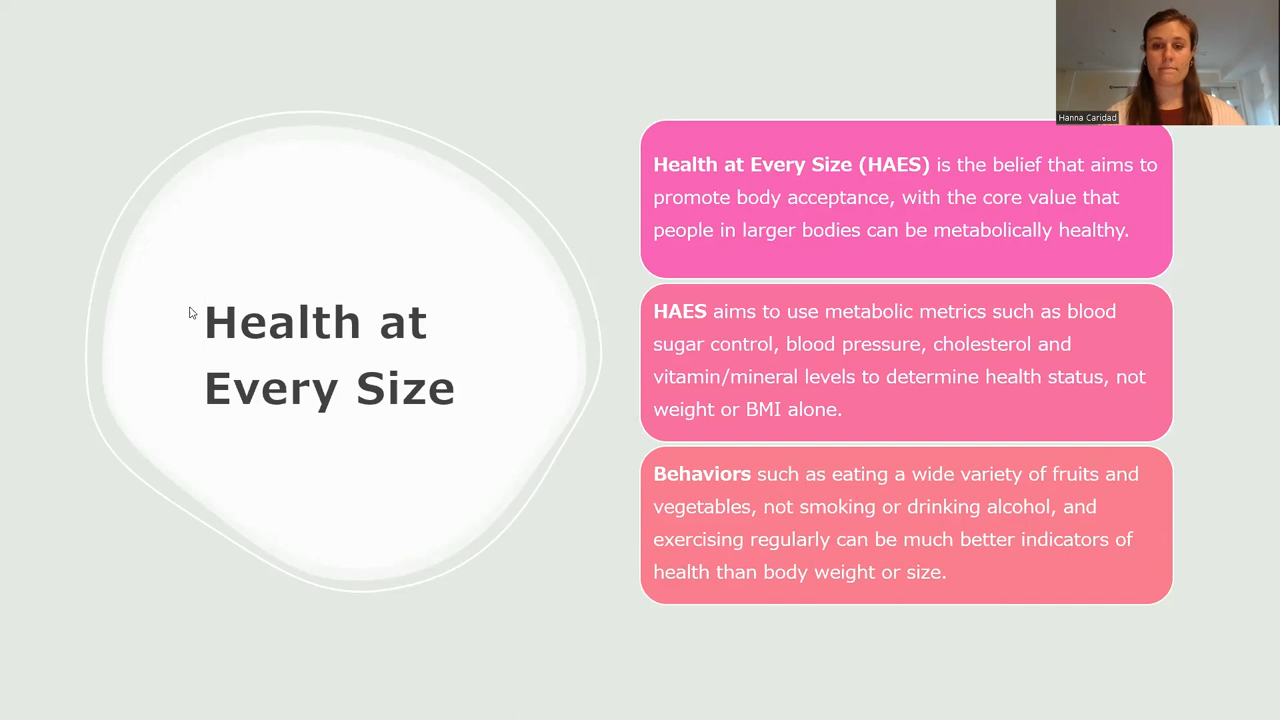 Hanna Caridad
Health at
Every Size
Health at Every Size (HAES) is the belief that aims to
promote body acceptance, with the core value that
people in larger bodies can be metabolically healthy.
HAES aims to use metabolic metrics such as blood
sugar control, blood pressure, cholesterol and
vitamin/mineral levels to determine health status, not
weight or BMI alone.
Behaviors such as eating a wide variety of fruits and
vegetables, not smoking or drinking alcohol, and
exercising regularly can be much better indicators of
health than body weight or size.